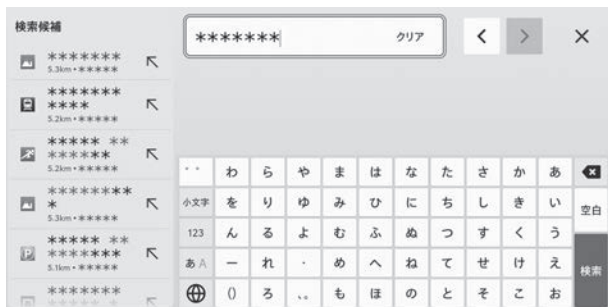 検索候補
*******
5.3km・*****
*******
****
5.2km・*****
***** **
******
5.2km・*****
********
*
5.3km・*****
***** **
******
5.1km・*****
*******
******* クリア
わ ら や ま は な た さ か あ
小文字 を り ゆ み ひ に ち し き い 空白
123 ん る よ む ふ ぬ つ す く う
あA ー れ ・ め へ ね て せ け え 検索
() ろ 、。 も ほ の と そ こ お